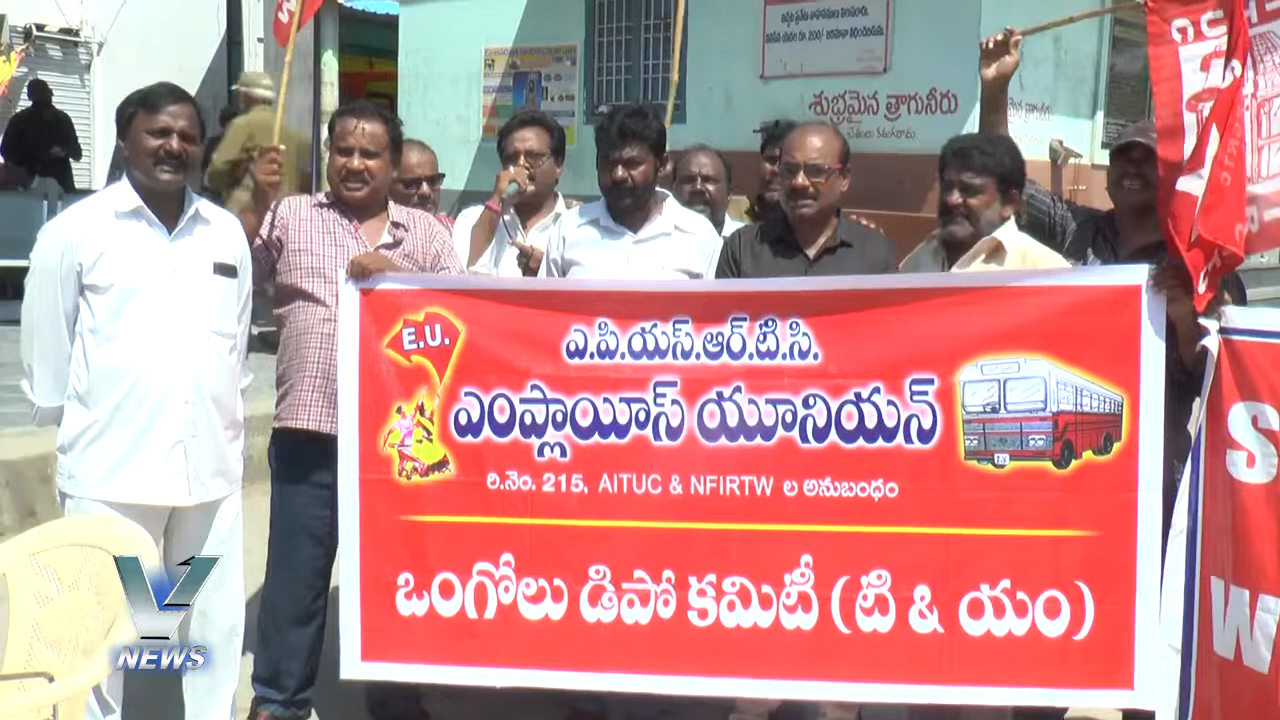 శుభ్రమైన త్రాగునీరు
E.U.
ఎ.పి.యస్.ఆర్.టి.సి.
ఎంప్లాయీస్ యూనియన్
రి.నెం. 215, AITUC & NFIRTW ల అనుబంధం
ఒంగోలు డిపో కమిటీ (టి & యం)
S
W
V
NEWS